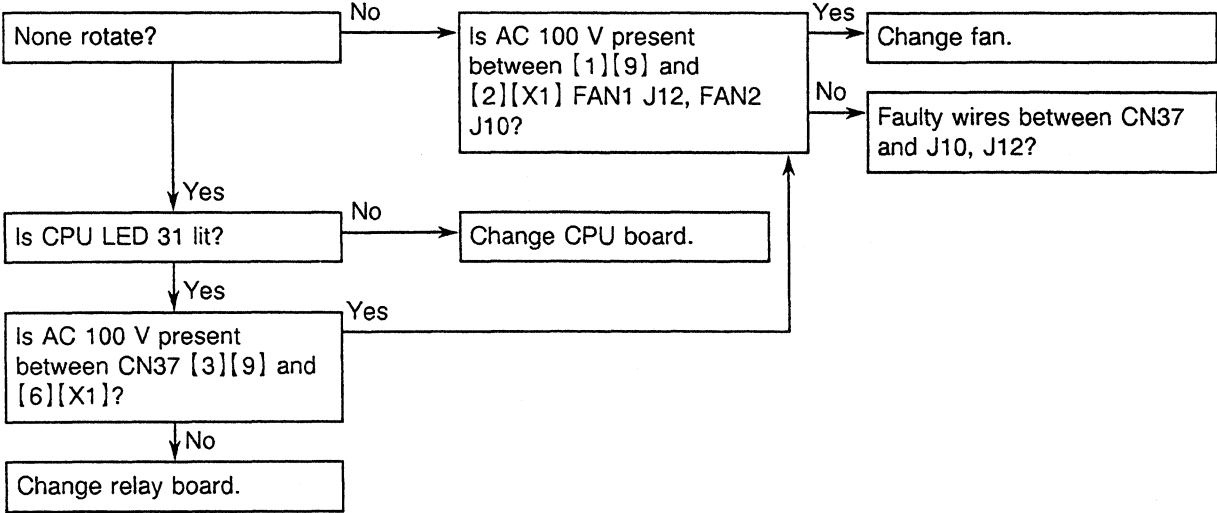 None rotate?
No
Is AC 100 V present
between [1][9] and
[2][X1] FAN1 J12, FAN2
J10?
Yes
Change fan.
No
Faulty wires between CN37
and J10, J12?
Yes
Is CPU LED 31 lit?
No
Change CPU board.
Yes
Is AC 100 V present
between CN37 [3][9] and
[6][X1]?
Yes
No
Change relay board.